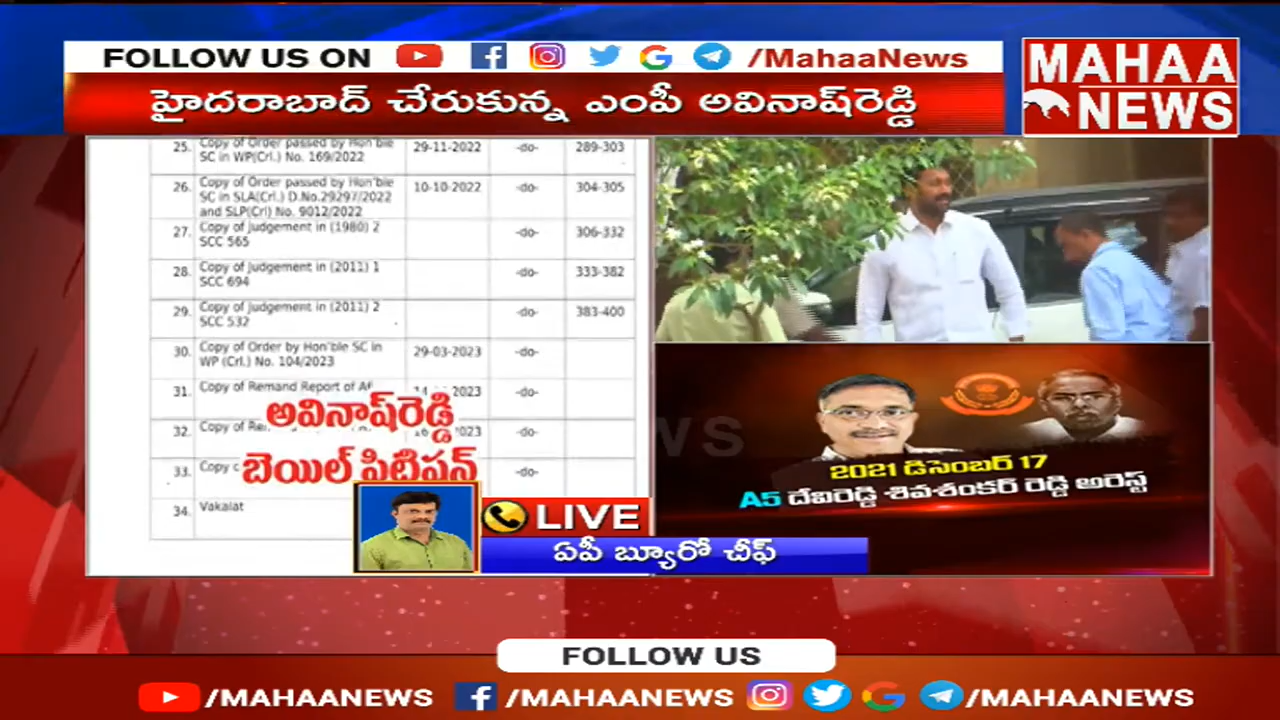 FOLLOW US ON /MahaaNews
MAHAA
NEWS
హైదరాబాద్ చేరుకున్న ఎంపీ అవినాష్‌రెడ్డి
25. Copy of Order passed by Hon'ble 29-11-2022 -do- 289-303
SC in WP(Crl.) No. 169/2022
26. Copy of Order passed by Hon'ble 10-10-2022 -do- 304-305
SC in SLA(Crl.) D.No.29297/2022
and SLP(Crl) No. 9012/2022
27. Copy of Judgement in (1980) 2 -do- 306-332
SCC 565
28. Copy of Judgement in (2011) 1 -do- 333-382
SCC 694
29. Copy of Judgement in (2011) 2 -do- 383-400
SCC 532
30. Copy of Order by Hon'ble SC in 29-03-2023 -do-
WP (Crl.) No. 104/2023
31. Copy of Remand Report of 2023 -do-
32. Copy of 2023 -do-
33. Copy -do-
34. Vakalat
అవినాష్‌రెడ్డి
బెయిల్ పిటిషన్
2021 డిసెంబర్ 17
A5 దేవిరెడ్డి శివశంకర్ రెడ్డి అరెస్ట్
LIVE
ఏపీ బ్యూరో చీఫ్
FOLLOW US
/MAHAANEWS /MAHAANEWS /MAHAANEWS